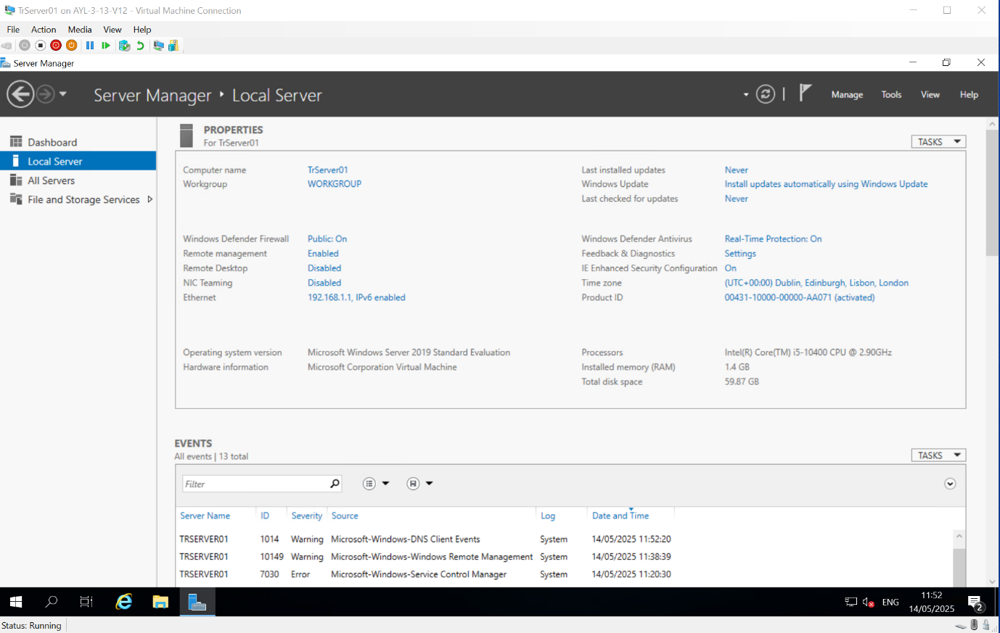 TrServer01 on AYL-3-13-V12 - Virtual Machine Connection
File Action Media View Help
Server Manager
Server Manager ‣ Local Server
Manage Tools View Help
Dashboard
Local Server
All Servers
File and Storage Services
PROPERTIES
For TrServer01
TASKS
Computer name TrServer01
Workgroup WORKGROUP
Last installed updates Never
Windows Update Install updates automatically using Windows Update
Last checked for updates Never
Windows Defender Firewall Public: On
Remote management Enabled
Remote Desktop Disabled
NIC Teaming Disabled
Ethernet 192.168.1.1, IPv6 enabled
Windows Defender Antivirus Real-Time Protection: On
Feedback & Diagnostics Settings
IE Enhanced Security Configuration On
Time zone (UTC+00:00) Dublin, Edinburgh, Lisbon, London
Product ID 00431-10000-00000-AA071 (activated)
Operating system version Microsoft Windows Server 2019 Standard Evaluation
Hardware information Microsoft Corporation Virtual Machine
Processors Intel(R) Core(TM) i5-10400 CPU @ 2.90GHz
Installed memory (RAM) 1.4 GB
Total disk space 59.87 GB
EVENTS
All events | 13 total
TASKS
Filter
Server Name ID Severity Source Log Date and Time
TRSERVER01 1014 Warning Microsoft-Windows-DNS Client Events System 14/05/2025 11:52:20
TRSERVER01 10149 Warning Microsoft-Windows-Windows Remote Management System 14/05/2025 11:38:39
TRSERVER01 7030 Error Microsoft-Windows-Service Control Manager System 14/05/2025 11:20:30
ENG
11:52
14/05/2025
2
Status: Running